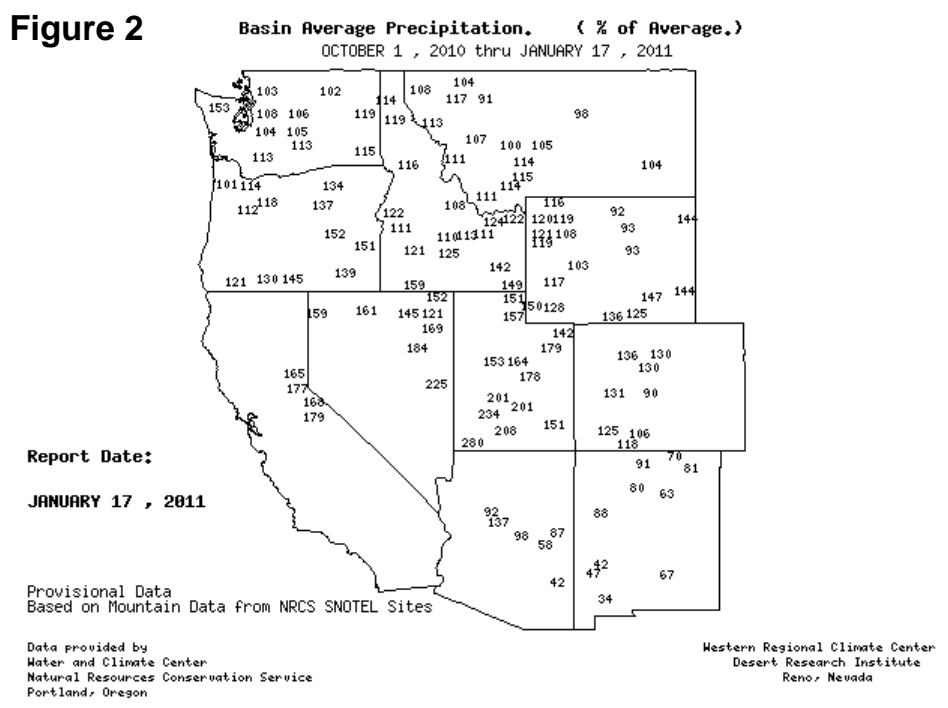 Figure 2
Basin Average Precipitation. ( % of Average.)
OCTOBER 1 , 2010 thru JANUARY 17 , 2011
103 102 108 104
153 114 117 91
108 106 119 119 113 98
104 105
113 107 100 105
113 115 116 111 114 104
101 114 134 115
114
118 137 108 111 116
112 122 124 122 120 119 92 144
152 111 110 113 111 121 108 93
151 121 125 119 93
139 142 103
121 130 145 159 149 117 147 144
152 151 150 128
159 161 145 121 157 136 125
169 142
184 179
153 164 136 130
165 178 130
177 225 131 90
168 201
179 234 201
208 151 125 106
280 118
Report Date:
70
91 81
JANUARY 17 , 2011
80 63
92 88
137
98 87
58
42
47 67
42
34
Provisional Data
Based on Mountain Data from NRCS SNOTEL Sites
Data provided by
Water and Climate Center
Natural Resources Conservation Service
Portland, Oregon
Western Regional Climate Center
Desert Research Institute
Reno, Nevada